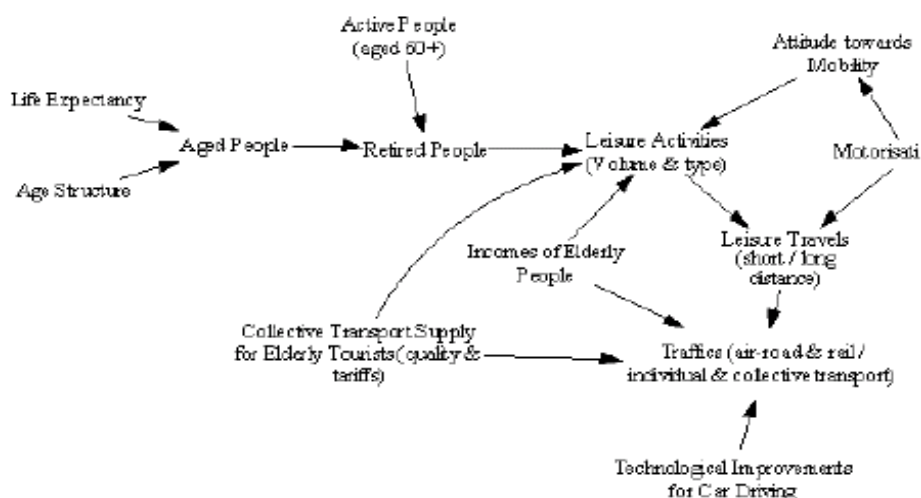 Active People
(aged 60+)
Attitude towards
Mobility
Life Expectancy
Aged People
Retired People
Leisure Activities
(Volume & type)
Motorisati
Age Structure
Leisure Travels
(short / long
distance)
Incomes of Elderly
People
Collective Transport Supply
for Elderly Tourists(quality &
tariffs)
Traffics (air-road & rail /
individual & collective transport)
Technological Improvements
for Car Driving